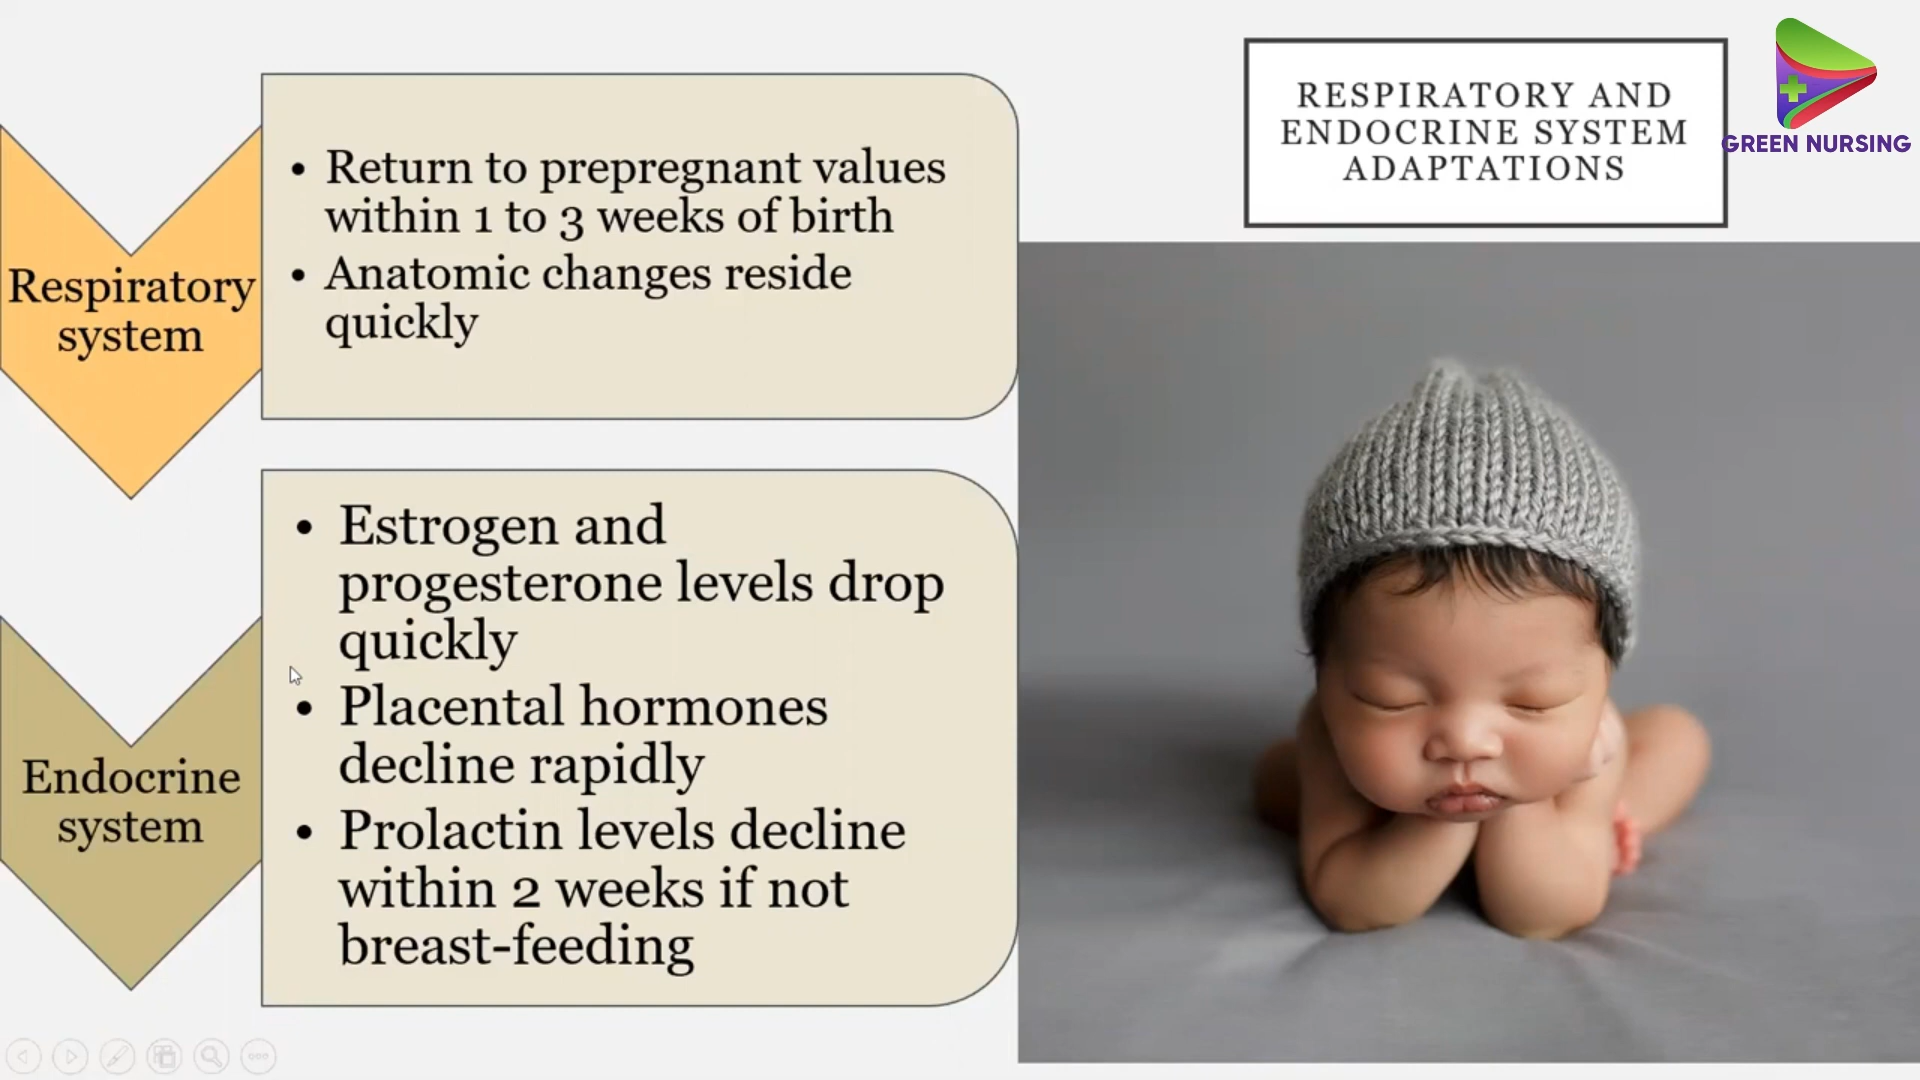 RESPIRATORY AND
ENDOCRINE SYSTEM
ADAPTATIONS
GREEN NURSING
Respiratory
system
• Return to prepregnant values
within 1 to 3 weeks of birth
• Anatomic changes reside
quickly
Endocrine
system
• Estrogen and
progesterone levels drop
quickly
• Placental hormones
decline rapidly
• Prolactin levels decline
within 2 weeks if not
breast-feeding